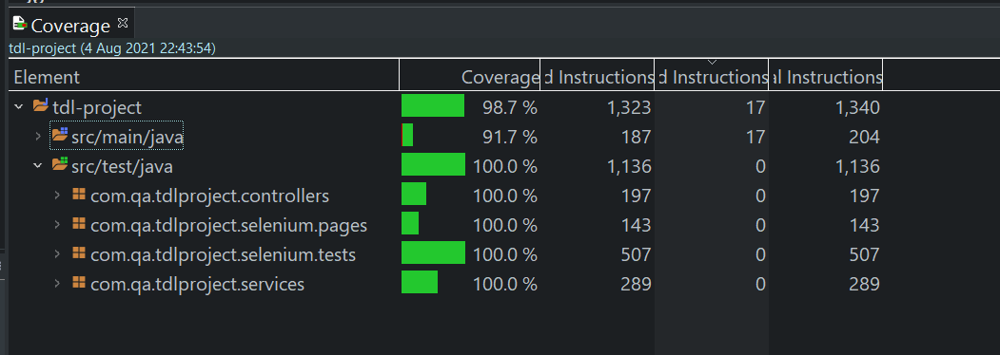 Coverage
tdl-project (4 Aug 2021 22:43:54)
Element Coverage d Instructions d Instructions al Instructions
tdl-project 98.7 % 1,323 17 1,340
src/main/java 91.7 % 187 17 204
src/test/java 100.0 % 1,136 0 1,136
com.qa.tdlproject.controllers 100.0 % 197 0 197
com.qa.tdlproject.selenium.pages 100.0 % 143 0 143
com.qa.tdlproject.selenium.tests 100.0 % 507 0 507
com.qa.tdlproject.services 100.0 % 289 0 289